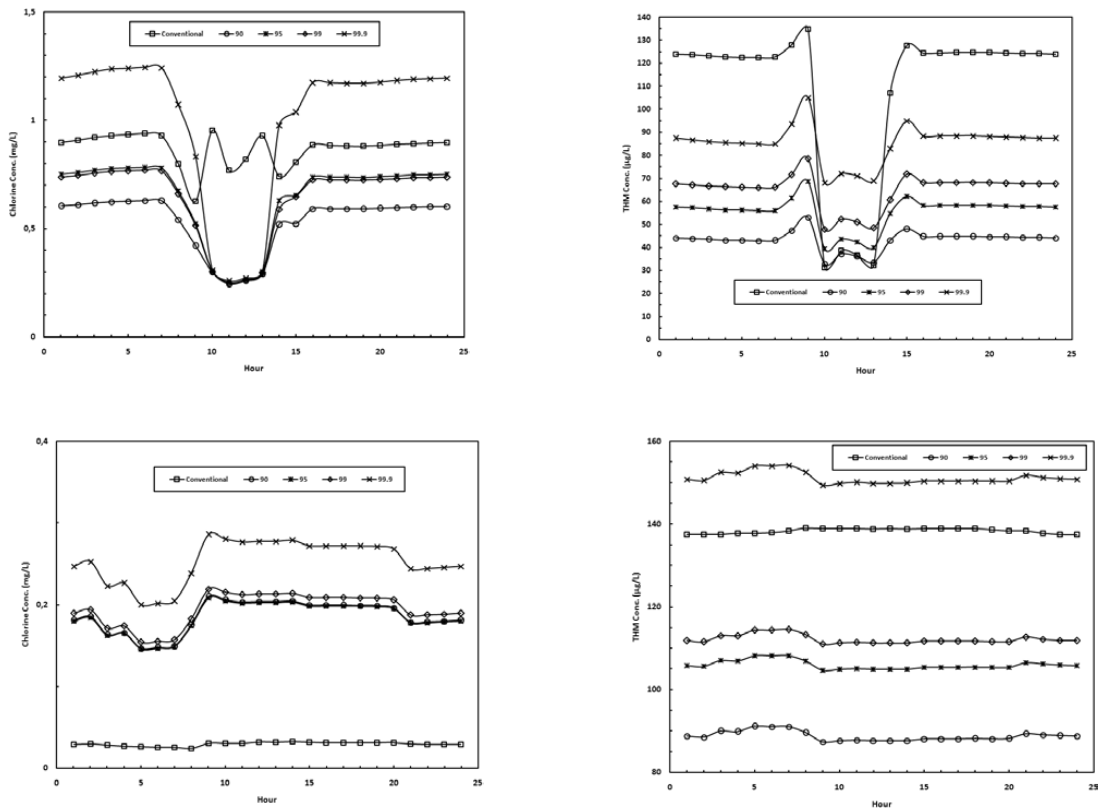 1,5
1
0,5
0
Chlorine Conc. (mg/L)
Conventional 90 95 99 99.9
0 5 10 15 20 25
Hour
140
130
120
110
100
90
80
70
60
50
40
30
20
10
0
THM Conc. (µg/L)
Conventional 90 95 99 99.9
0 5 10 15 20 25
Hour
0,4
0,2
0
Chlorine Conc. (mg/L)
Conventional 90 95 99 99.9
0 5 10 15 20 25
Hour
160
140
120
100
80
THM Conc. (µg/L)
Conventional 90 95 99 99.9
0 5 10 15 20 25
Hour